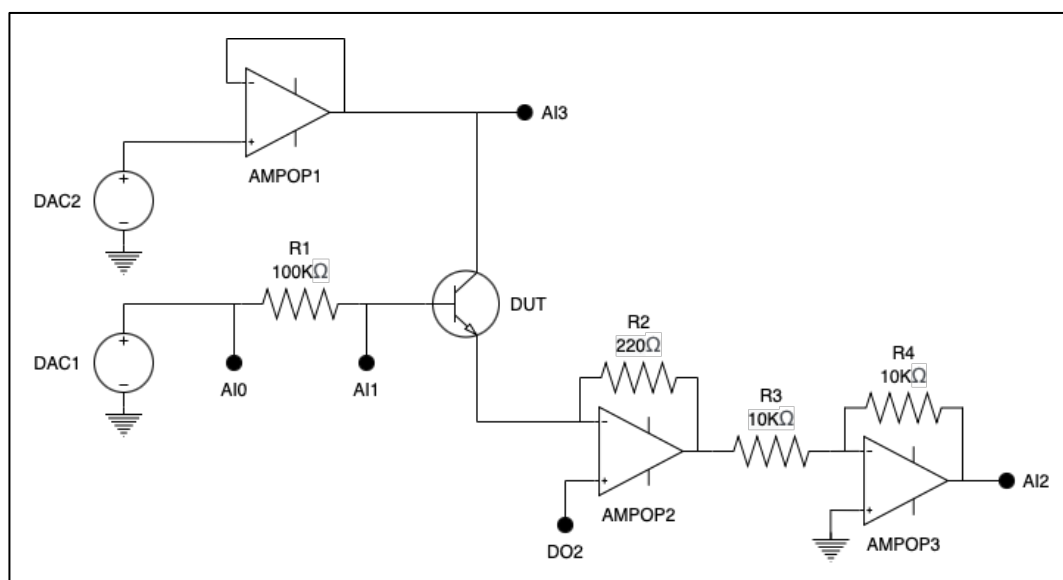 AI3
AMPOP1
DAC2
R1
100KΩ
DUT
DAC1
AI0
AI1
R2
220Ω
R4
10KΩ
R3
10KΩ
AI2
AMPOP2
AMPOP3
DO2